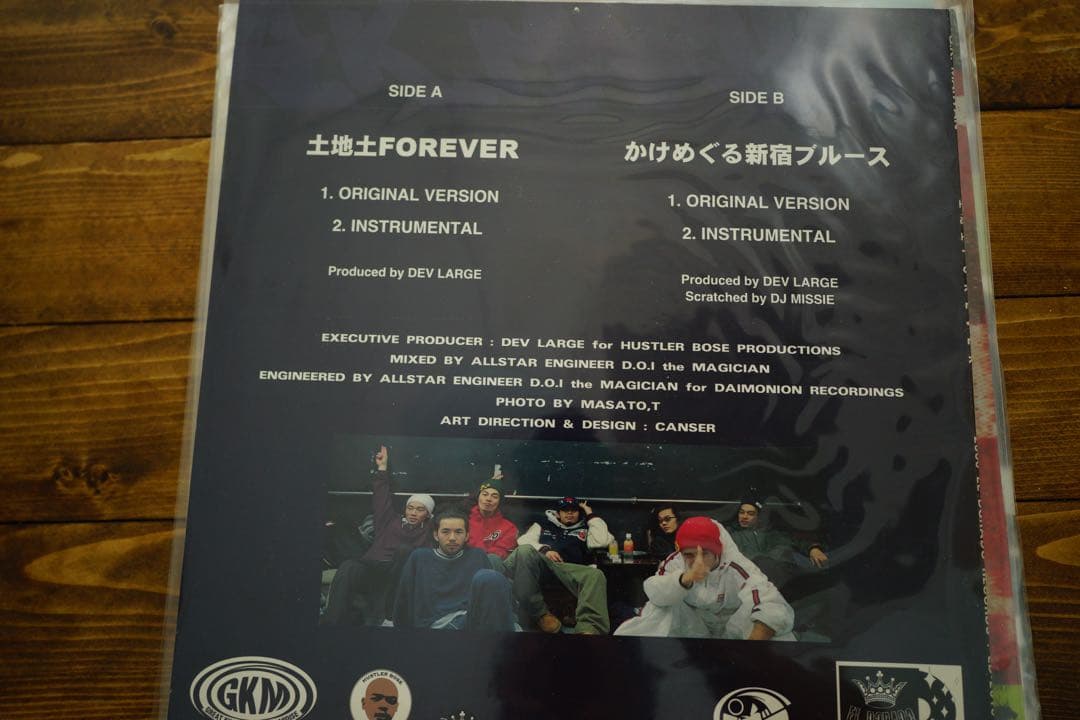 SIDE A
土地土FOREVER
1. ORIGINAL VERSION
2. INSTRUMENTAL
Produced by DEV LARGE
SIDE B
かけめぐる新宿ブルース
1. ORIGINAL VERSION
2. INSTRUMENTAL
Produced by DEV LARGE
Scratched by DJ MISSIE
EXECUTIVE PRODUCER : DEV LARGE for HUSTLER BOSE PRODUCTIONS
MIXED BY ALLSTAR ENGINEER D.O.I the MAGICIAN
ENGINEERED BY ALLSTAR ENGINEER D.O.I the MAGICIAN for DAIMONION RECORDINGS
PHOTO BY MASATO,T
ART DIRECTION & DESIGN : CANSER
GKM
HUSTLER BOSE
EL DORADO